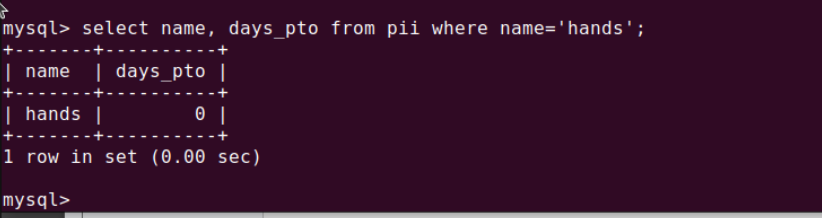 mysql> select name, days_pto from pii where name='hands';
+-------+----------+
| name  | days_pto |
+-------+----------+
| hands |        0 |
+-------+----------+
1 row in set (0.00 sec)
mysql>